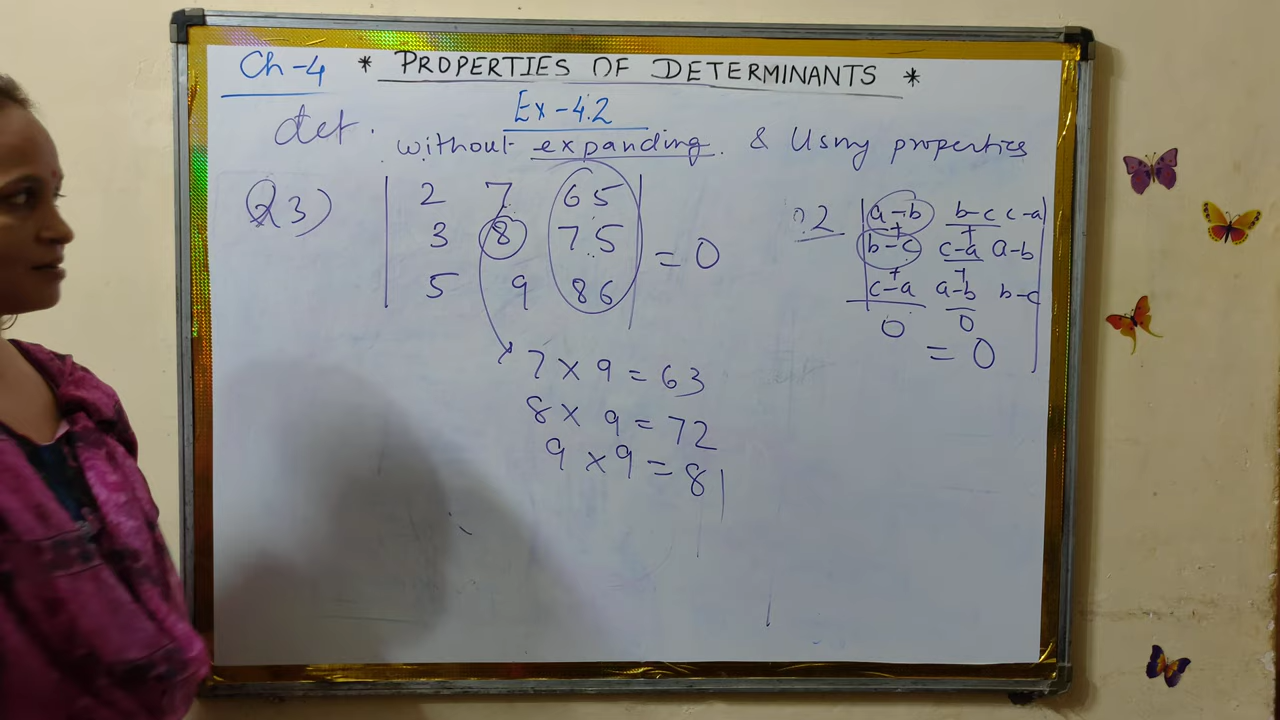 Ch-4 * PROPERTIES OF DETERMINANTS *
Ex-4.2
det. without expanding & Using properties
Q3) | 2 7 65 |
| 3 8 75 | = 0
| 5 9 86 |
7 × 9 = 63
8 × 9 = 72
9 × 9 = 81
2 | a-b b-c c-a |
+ +
| b-c c-a a-b |
+ +
| c-a a-b b-c |
0 0
= 0